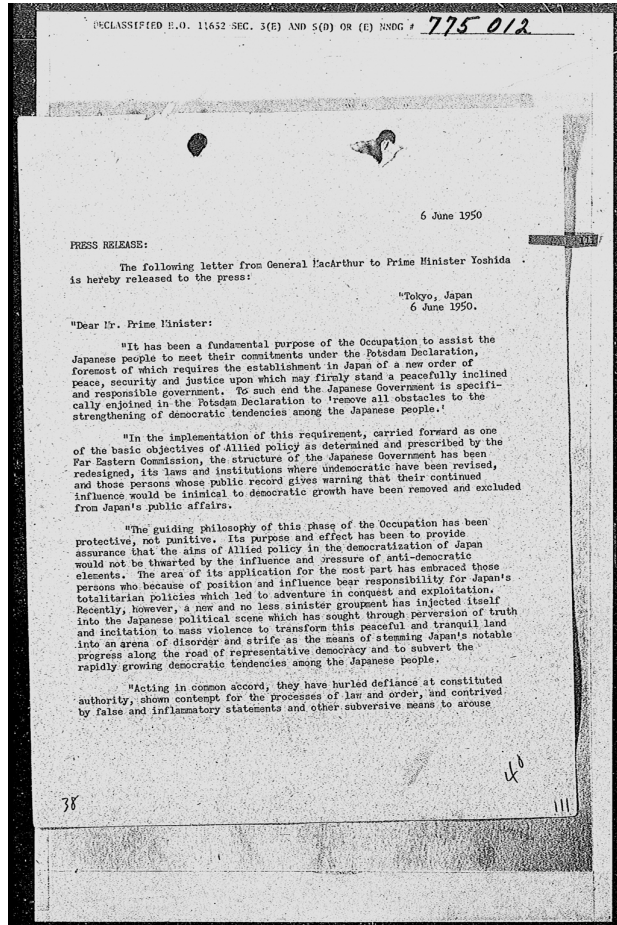 DECLASSIFIED E.O. 11652 SEC. 3(E) AND 5(D) OR (E) NNDG # 775 012
6 June 1950
PRESS RELEASE:
The following letter from General MacArthur to Prime Minister Yoshida
is hereby released to the press:
"Tokyo, Japan
6 June 1950.
"Dear Mr. Prime Minister:
"It has been a fundamental purpose of the Occupation to assist the
Japanese people to meet their commitments under the Potsdam Declaration,
foremost of which requires the establishment in Japan of a new order of
peace, security and justice upon which may firmly stand a peacefully inclined
and responsible government. To such end the Japanese Government is specifi-
cally enjoined in the Potsdam Declaration to 'remove all obstacles to the
strengthening of democratic tendencies among the Japanese people.'
"In the implementation of this requirement, carried forward as one
of the basic objectives of Allied policy as determined and prescribed by the
Far Eastern Commission, the structure of the Japanese Government has been
redesigned, its laws and institutions where undemocratic have been revised,
and those persons whose public record gives warning that their continued
influence would be inimical to democratic growth have been removed and excluded
from Japan's public affairs.
"The guiding philosophy of this phase of the Occupation has been
protective, not punitive. Its purpose and effect has been to provide
assurance that the aims of Allied policy in the democratization of Japan
would not be thwarted by the influence and pressure of anti-democratic
elements. The area of its application for the most part has embraced those
persons who because of position and influence bear responsibility for Japan's
totalitarian policies which led to adventure in conquest and exploitation.
Recently, however, a new and no less sinister groupment has injected itself
into the Japanese political scene which has sought through perversion of truth
and incitation to mass violence to transform this peaceful and tranquil land
into an arena of disorder and strife as the means of stemming Japan's notable
progress along the road of representative democracy and to subvert the
rapidly growing democratic tendencies among the Japanese people.
"Acting in common accord, they have hurled defiance at constituted
authority, shown contempt for the processes of law and order, and contrived
by false and inflammatory statements and other subversive means to arouse
40
38
111